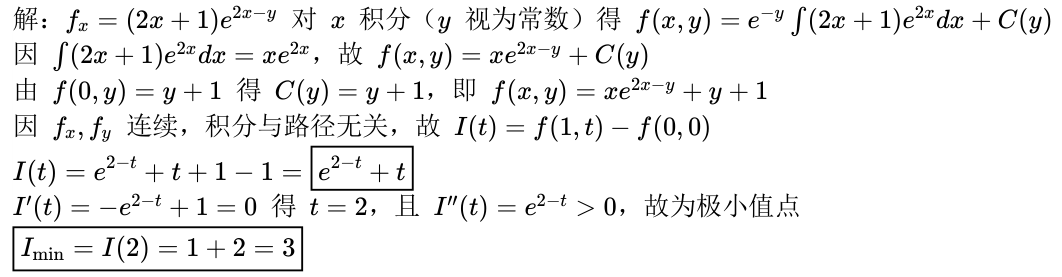 解：f_x = (2x + 1)e^{2x−y} 对 x 积分（y 视为常数）得 f(x, y) = e^{−y} ∫(2x + 1)e^{2x}dx + C(y)
因 ∫(2x + 1)e^{2x}dx = xe^{2x}，故 f(x, y) = xe^{2x−y} + C(y)
由 f(0, y) = y + 1 得 C(y) = y + 1，即 f(x, y) = xe^{2x−y} + y + 1
因 f_x, f_y 连续，积分与路径无关，故 I(t) = f(1, t) − f(0, 0)
I(t) = e^{2−t} + t + 1 − 1 = e^{2−t} + t
I′(t) = −e^{2−t} + 1 = 0 得 t = 2，且 I″(t) = e^{2−t} > 0，故为极小值点
I_{min} = I(2) = 1 + 2 = 3